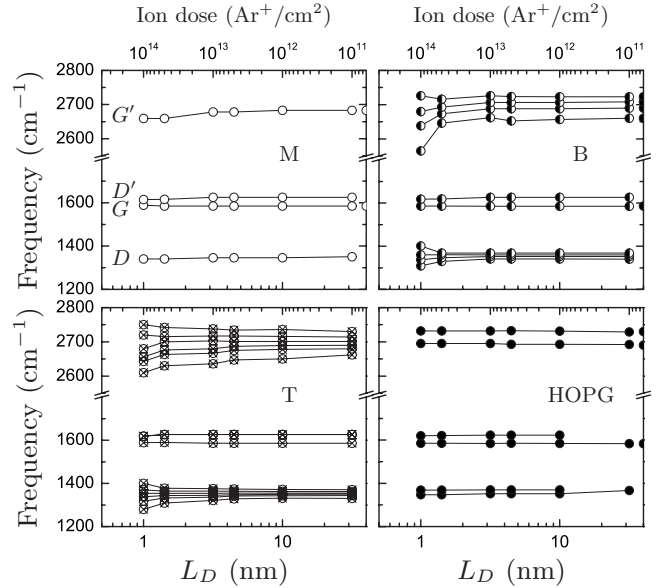 Ion dose (Ar⁺/cm²) Ion dose (Ar⁺/cm²)
10¹⁴ 10¹³ 10¹² 10¹¹ 10¹⁴ 10¹³ 10¹² 10¹¹
2800
2700
2600
1600
1400
1200
Frequency (cm⁻¹)
G′
M
D′
G
D
B
2800
2700
2600
1600
1400
1200
Frequency (cm⁻¹)
T
HOPG
1 10 1 10
L_D (nm) L_D (nm)